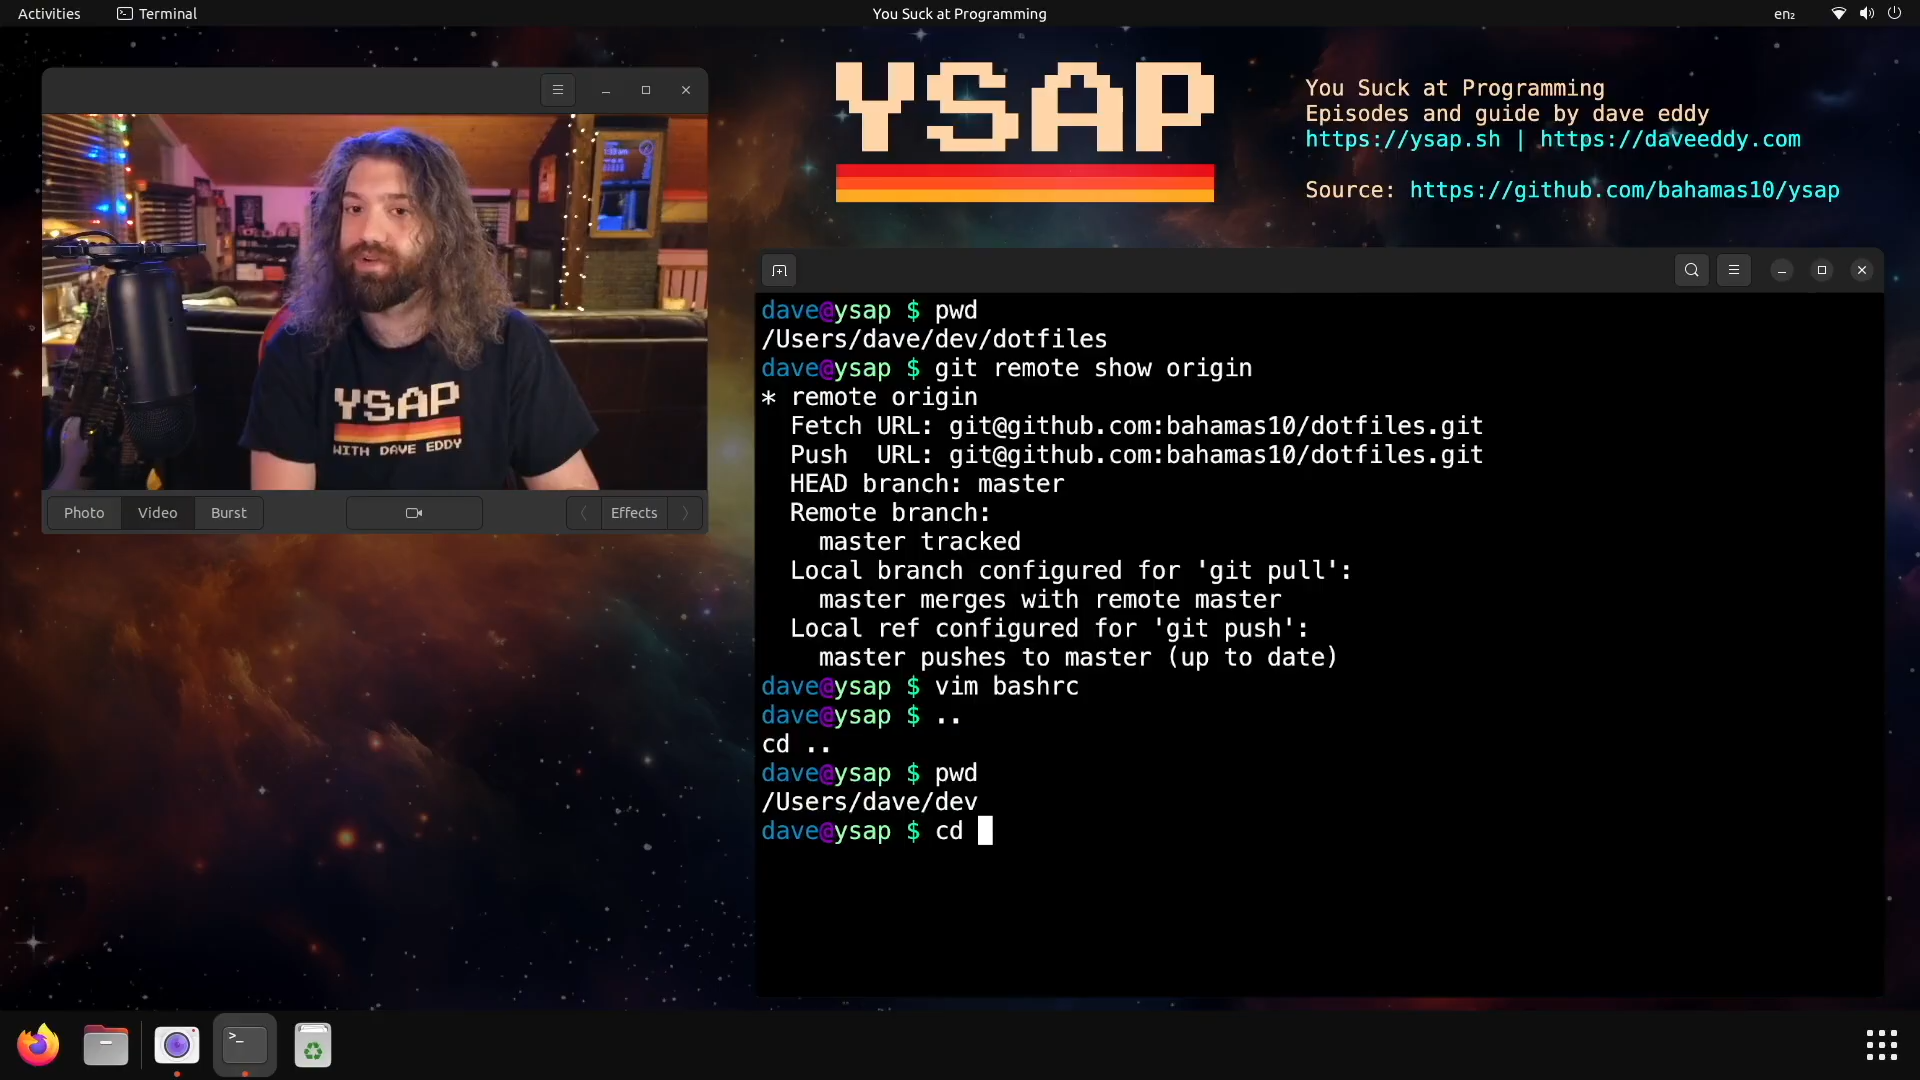 Activities
Terminal
You Suck at Programming
en₂
YSAP
You Suck at Programming
Episodes and guide by dave eddy
https://ysap.sh | https://daveeddy.com
Source: https://github.com/bahamas10/ysap
YSAP
WITH DAVE EDDY
Photo
Video
Burst
Effects
dave@ysap $ pwd
/Users/dave/dev/dotfiles
dave@ysap $ git remote show origin
* remote origin
  Fetch URL: git@github.com:bahamas10/dotfiles.git
  Push  URL: git@github.com:bahamas10/dotfiles.git
  HEAD branch: master
  Remote branch:
    master tracked
  Local branch configured for 'git pull':
    master merges with remote master
  Local ref configured for 'git push':
    master pushes to master (up to date)
dave@ysap $ vim bashrc
dave@ysap $ ..
cd ..
dave@ysap $ pwd
/Users/dave/dev
dave@ysap $ cd